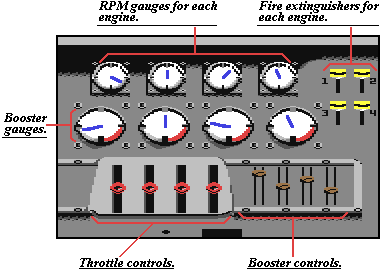 RPM gauges for each
engine.
Fire extinguishers for
each engine.
1 2
3 4
Booster
gauges.
Throttle controls.
Booster controls.